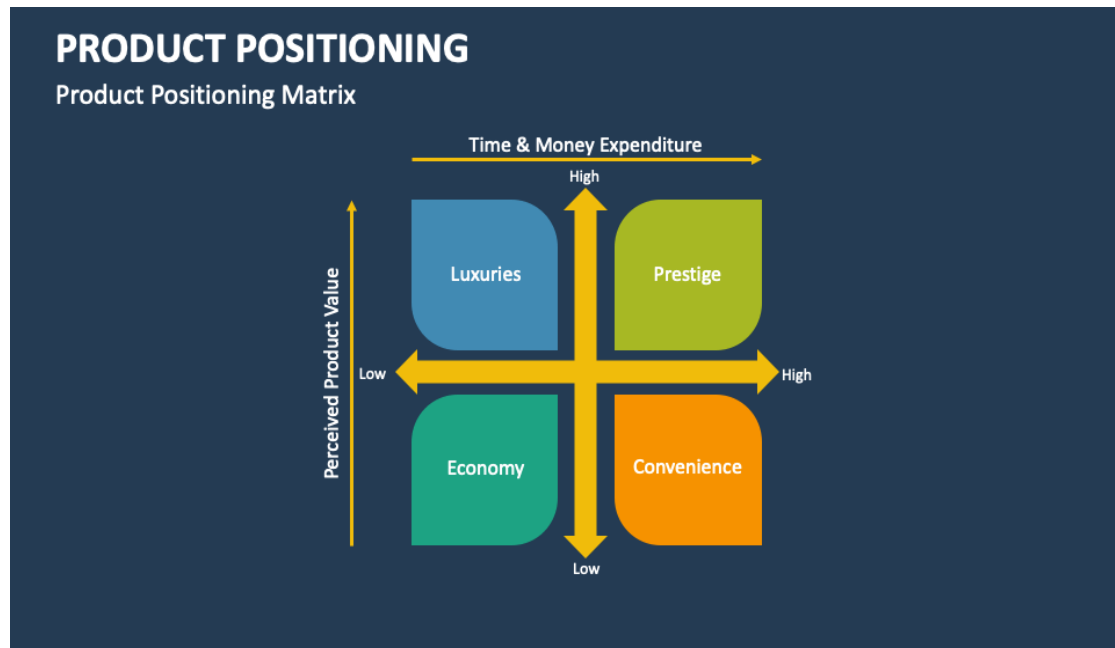 PRODUCT POSITIONING
Product Positioning Matrix
Time & Money Expenditure
High
Perceived Product Value
Luxuries
Prestige
Low
High
Economy
Convenience
Low